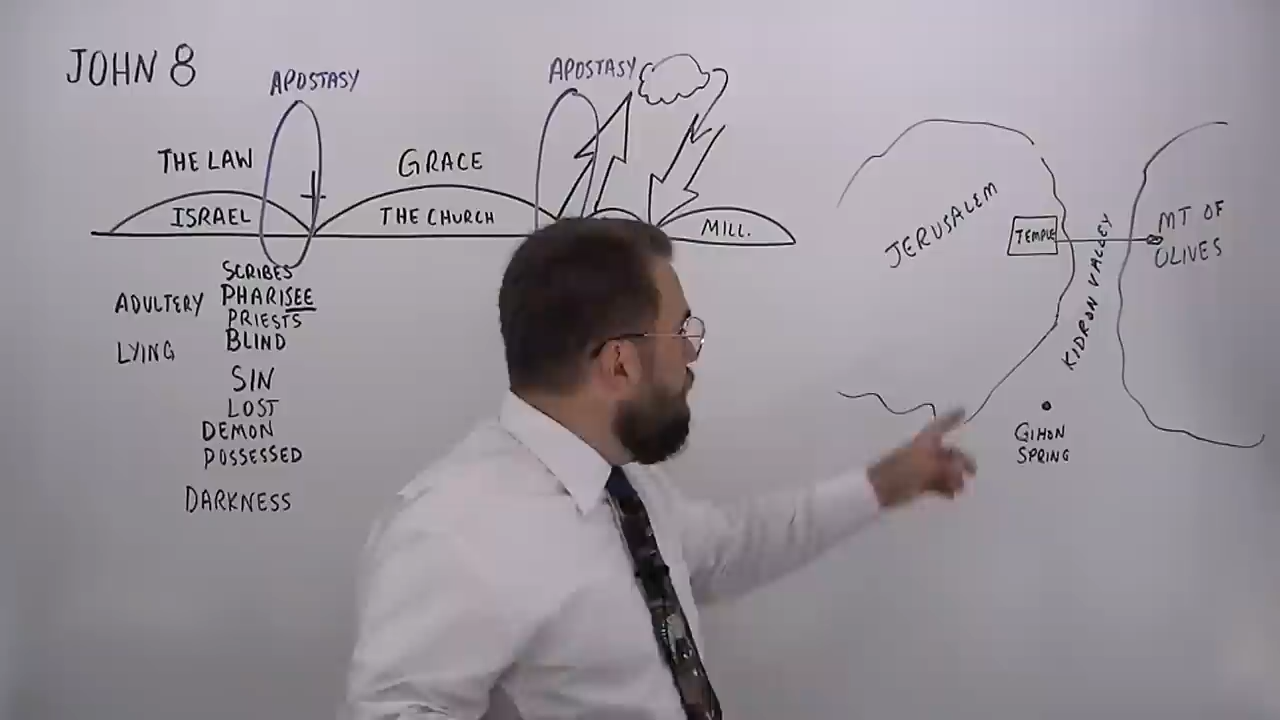 JOHN 8
APOSTASY
APOSTASY
THE LAW
GRACE
ISRAEL
THE CHURCH
MILL.
SCRIBES
ADULTERY
PHARISEE
PRIESTS
LYING
BLIND
SIN
LOST
DEMON
POSSESSED
DARKNESS
JERUSALEM
TEMPLE
KIDRON VALLEY
MT OF
OLIVES
GIHON
SPRING